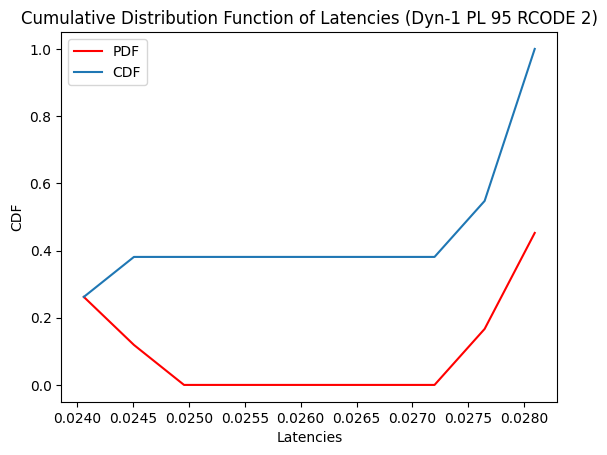 Cumulative Distribution Function of Latencies (Dyn-1 PL 95 RCODE 2)
PDF
CDF
1.0
0.8
0.6
0.4
0.2
0.0
CDF
0.0240 0.0245 0.0250 0.0255 0.0260 0.0265 0.0270 0.0275 0.0280
Latencies